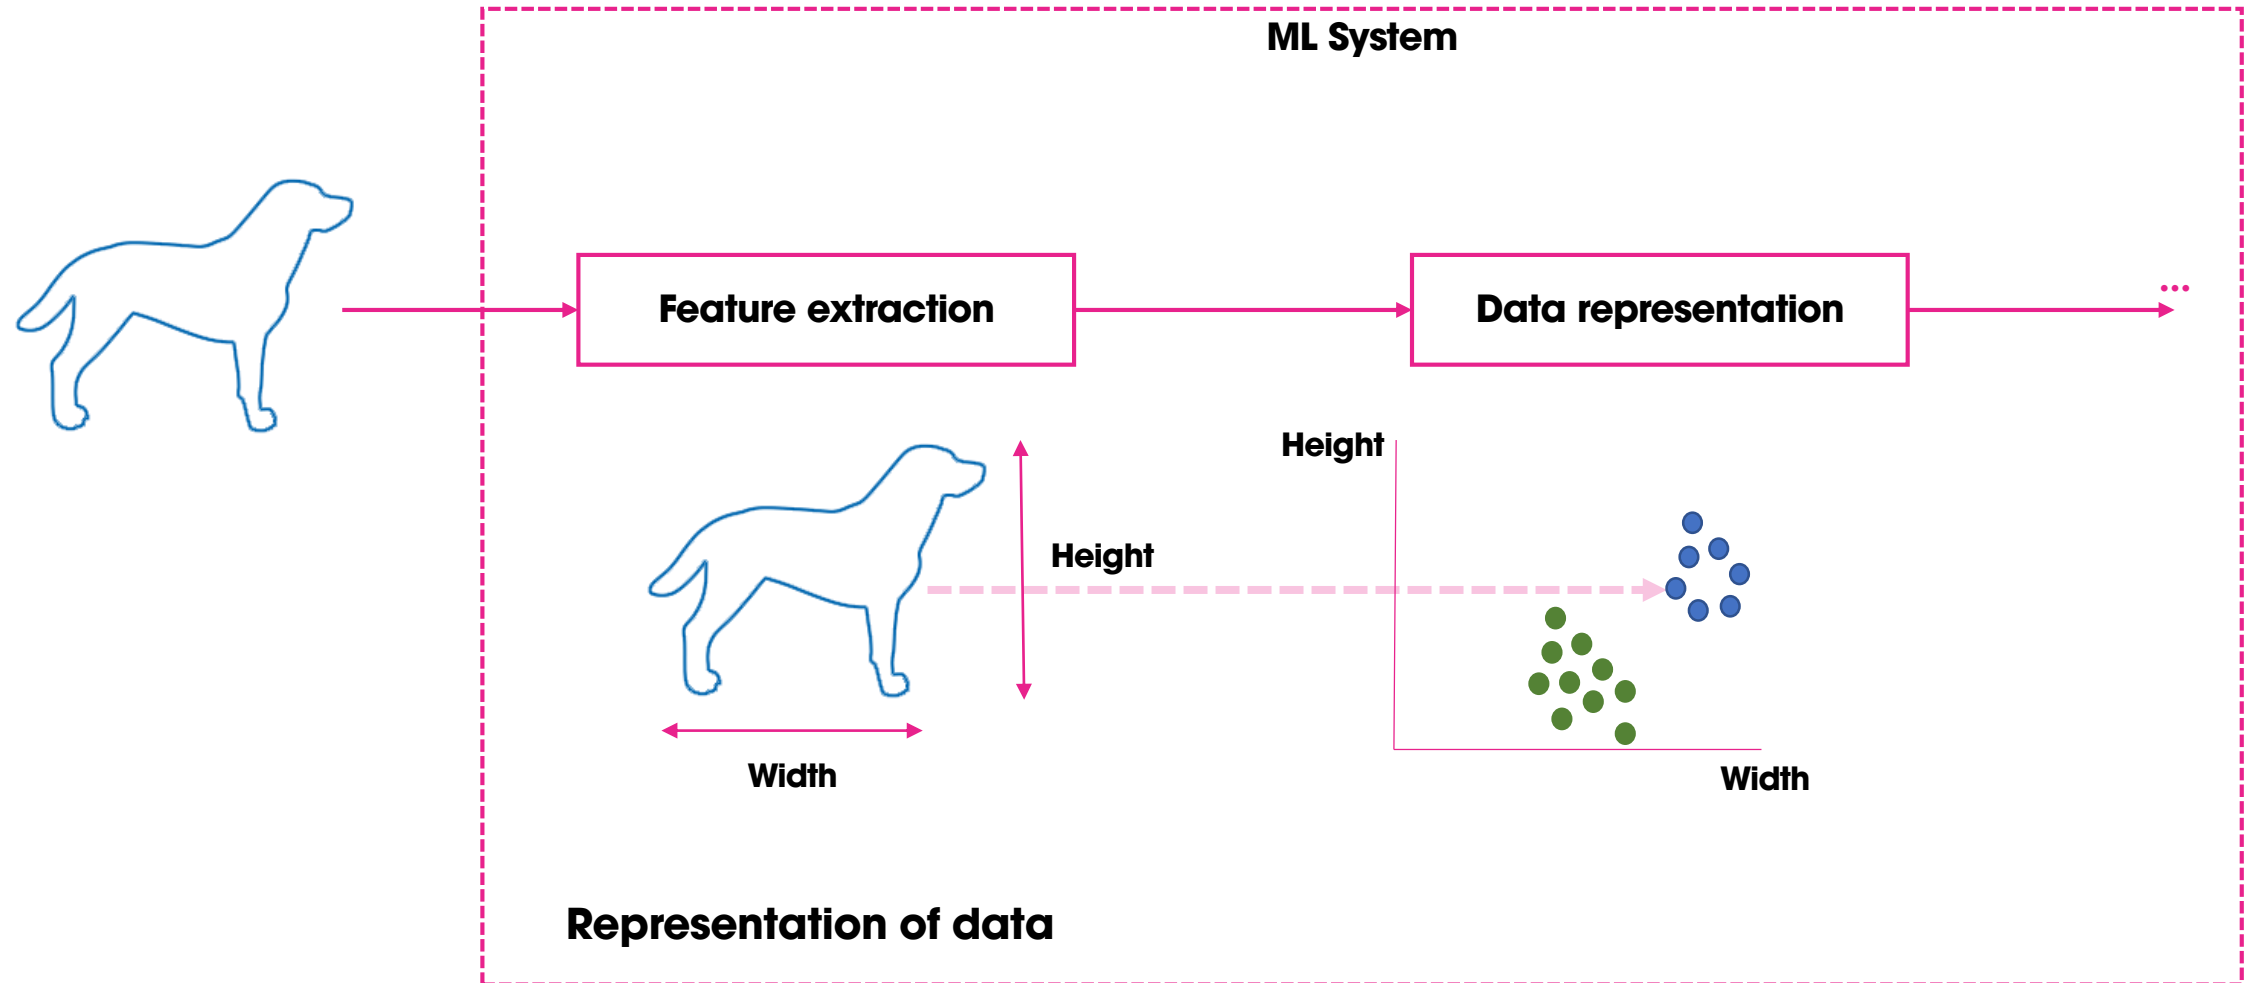 ML System
Feature extraction
Data representation
...
Height
Height
Width
Width
Representation of data